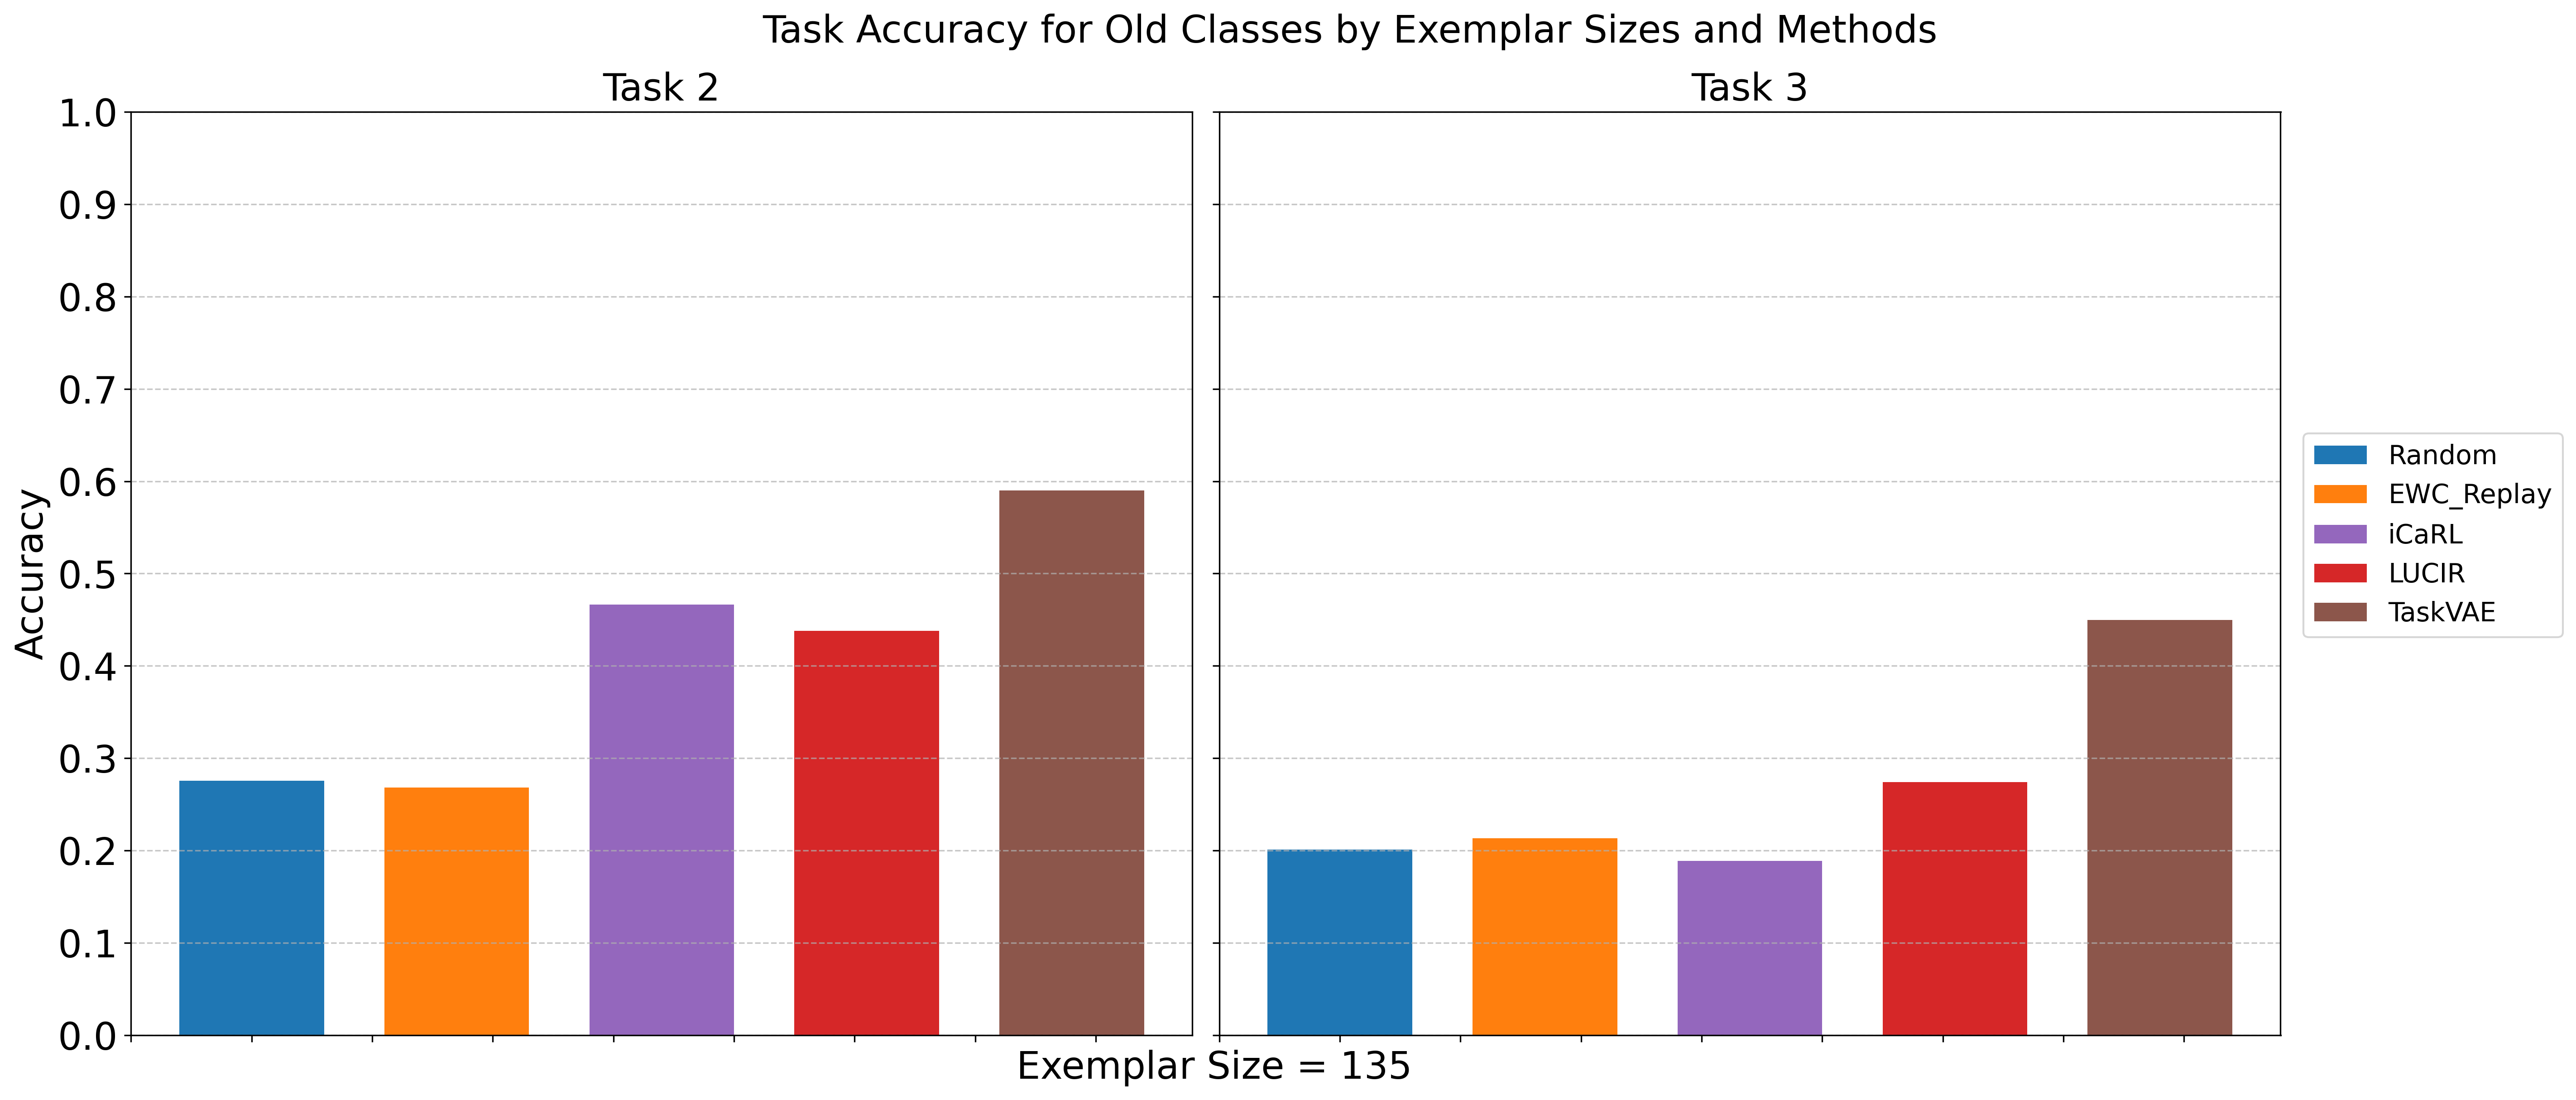 Task Accuracy for Old Classes by Exemplar Sizes and Methods
Task 2
Task 3
1.0
0.9
0.8
0.7
0.6
0.5
0.4
0.3
0.2
0.1
0.0
Accuracy
Exemplar Size = 135
Random
EWC_Replay
iCaRL
LUCIR
TaskVAE